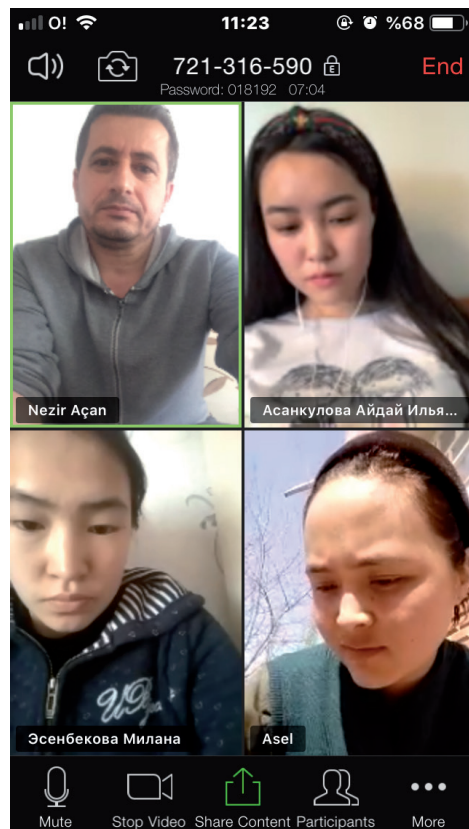 O! 11:23 %68
721-316-590 End
Password: 018192 07:04
Nezir Açan
Асанкулова Айдай Илья...
Эсенбекова Милана
Asel
Mute Stop Video Share Content Participants More